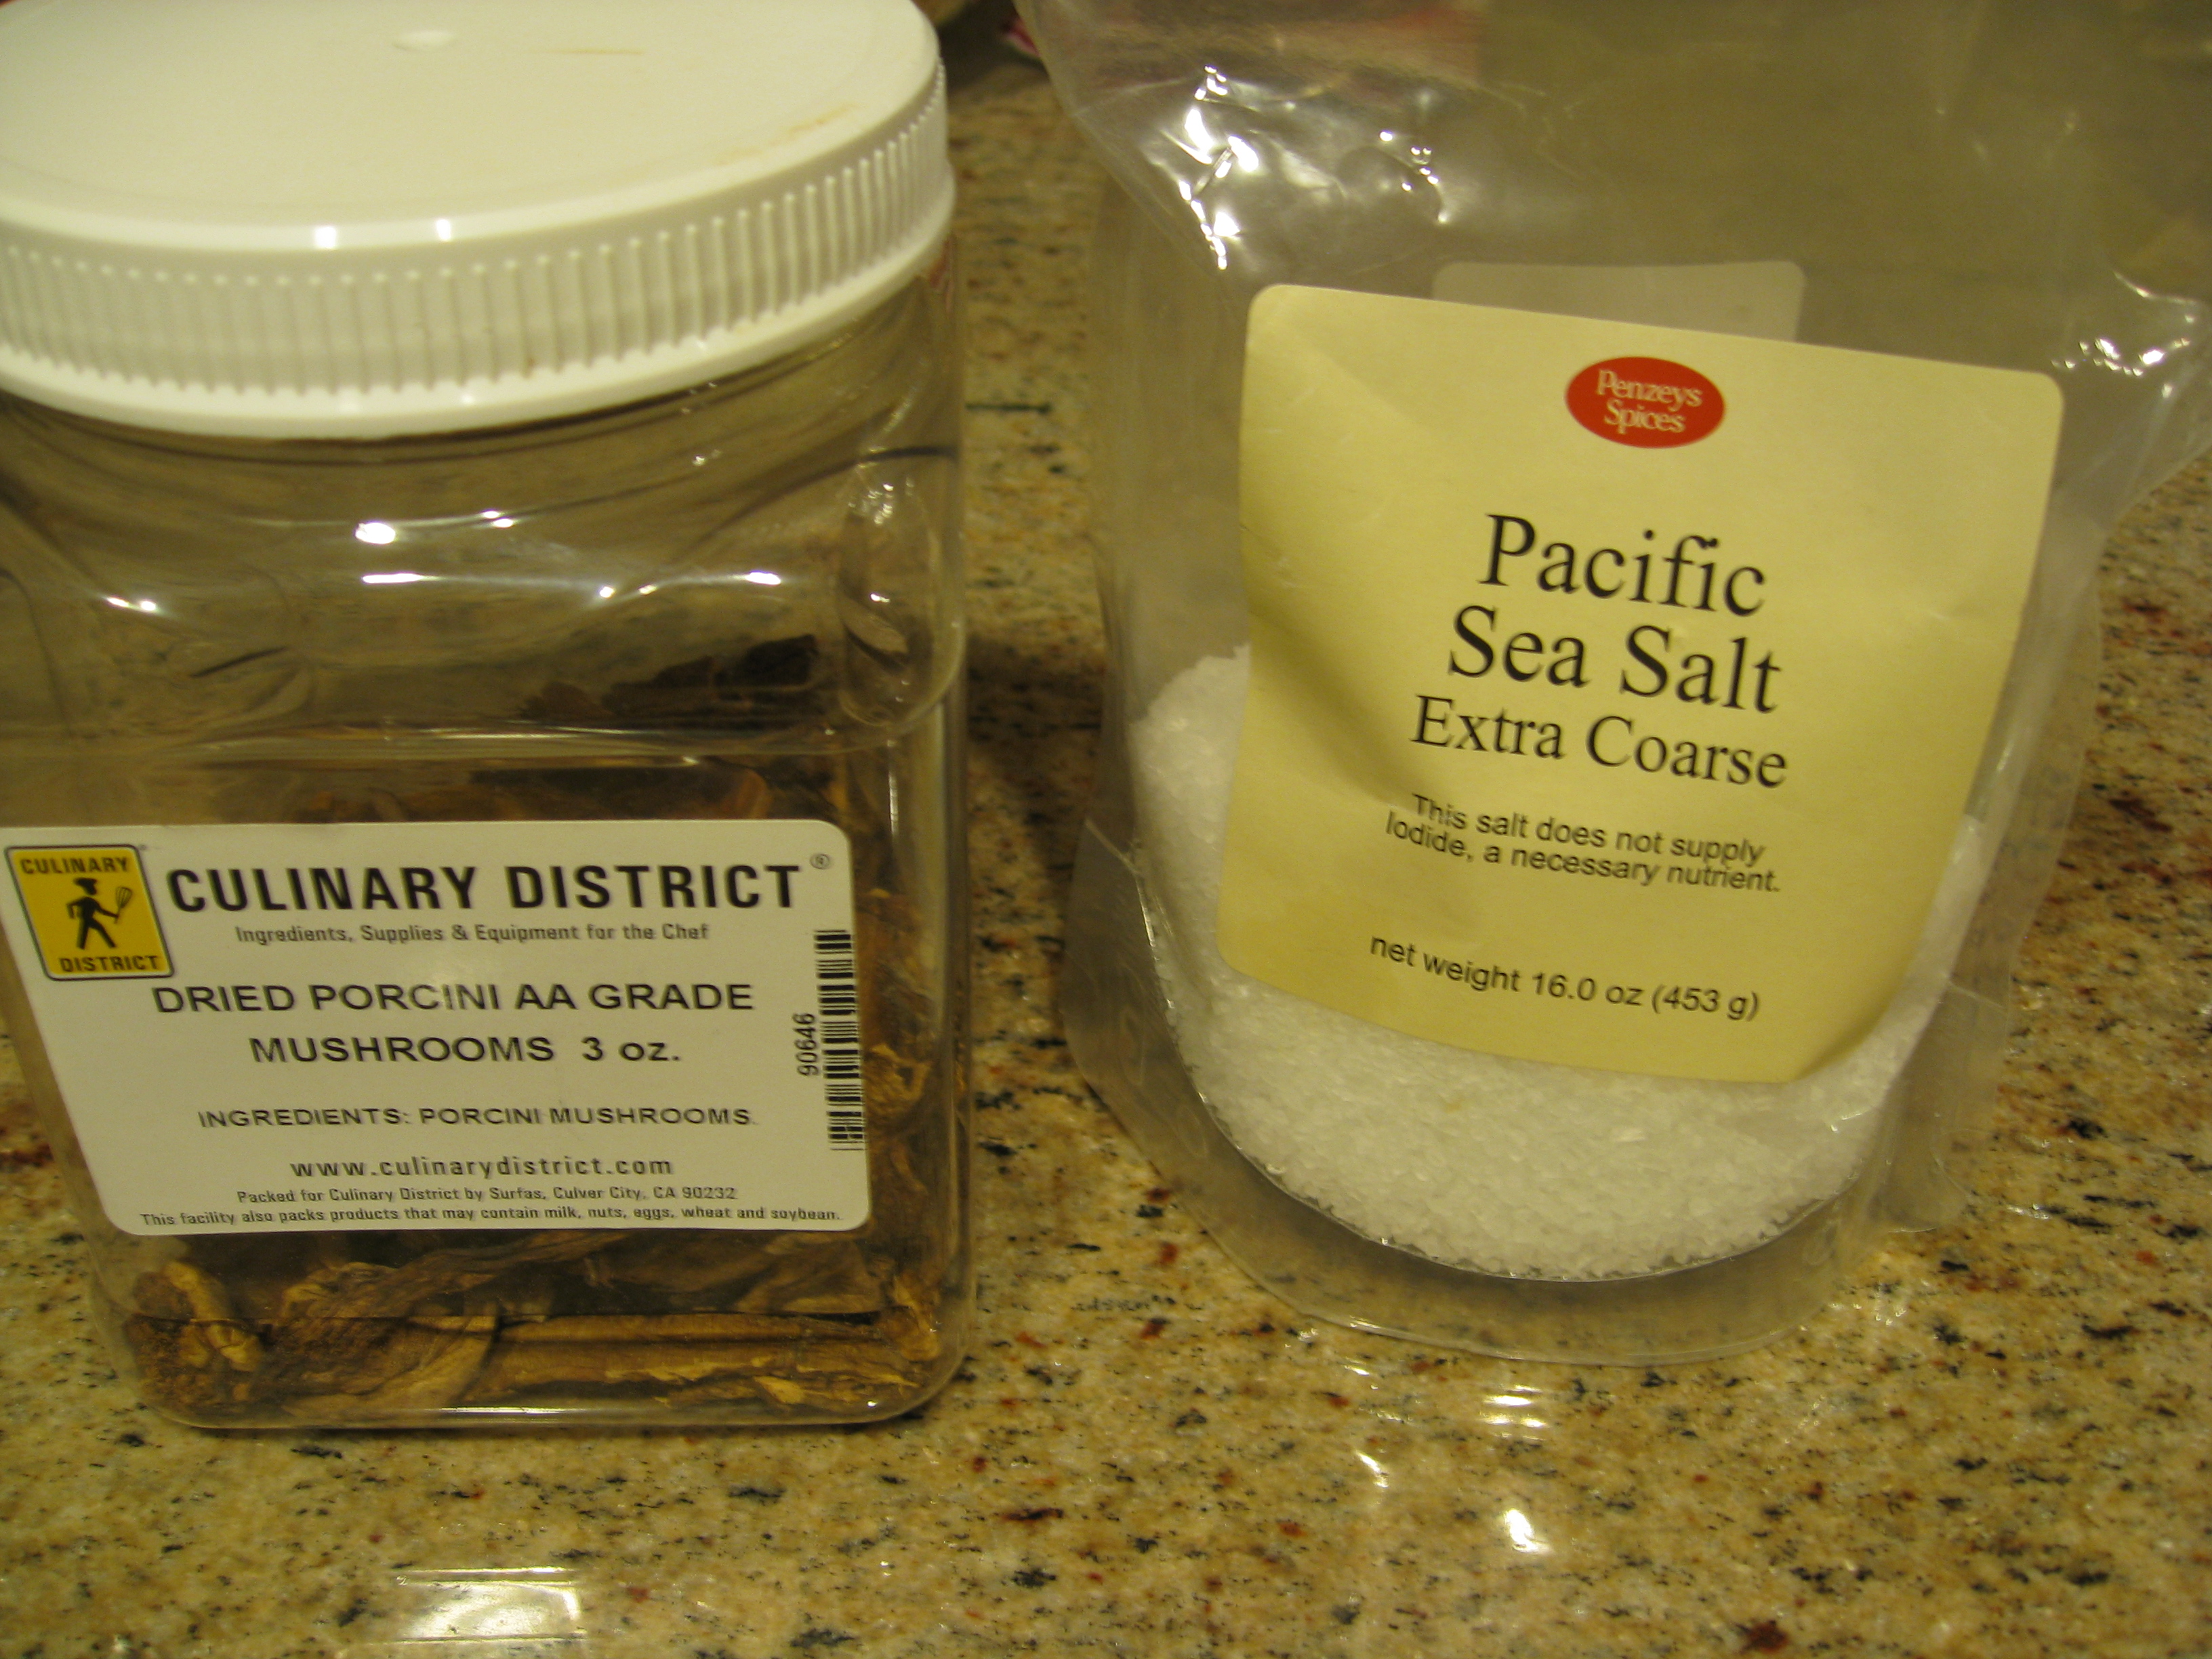 CULINARY
DISTRICT
CULINARY DISTRICT®
Ingredients, Supplies & Equipment for the Chef
DRIED PORCINI AA GRADE
MUSHROOMS 3 oz.
90646
INGREDIENTS: PORCINI MUSHROOMS.
www.culinarydistrict.com
Packed for Culinary District by Surfas, Culver City, CA 90232
This facility also packs products that may contain milk, nuts, eggs, wheat and soybean.
Penzeys
Spices
Pacific
Sea Salt
Extra Coarse
This salt does not supply
Iodide, a necessary nutrient.
net weight 16.0 oz (453 g)